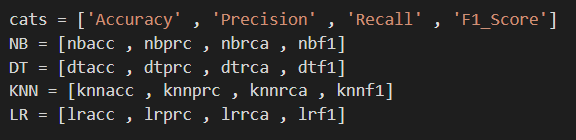 cats = ['Accuracy' , 'Precision' , 'Recall' , 'F1_Score']
NB = [nbacc , nbprc , nbrca , nbf1]
DT = [dtacc , dtprc , dtrca , dtf1]
KNN = [knnacc , knnprc , knnrca , knnf1]
LR = [lracc , lrprc , lrrca , lrf1]